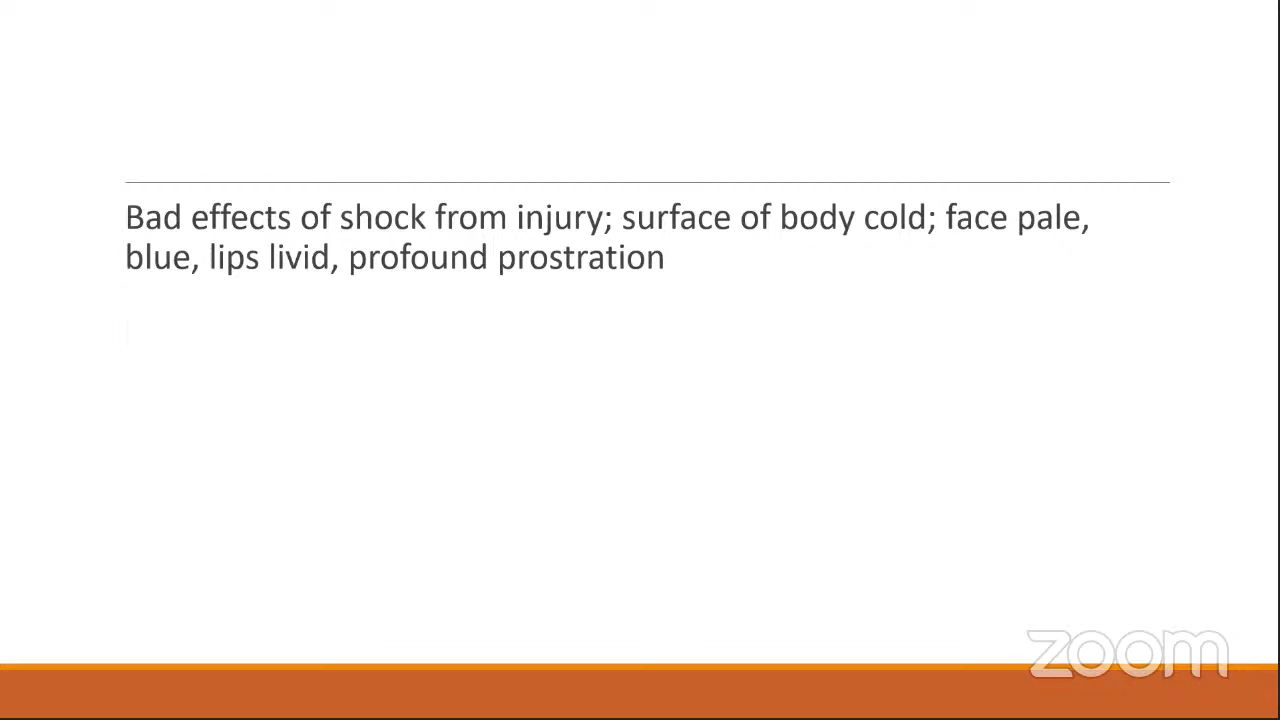 Bad effects of shock from injury; surface of body cold; face pale,
blue, lips livid, profound prostration
zoom